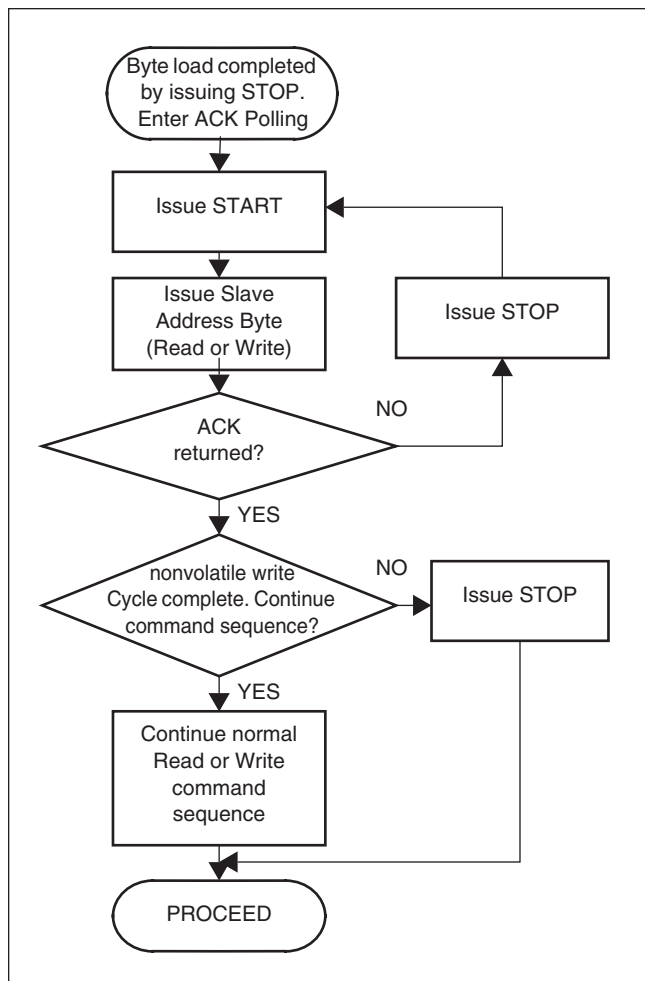 Byte load completed
by issuing STOP.
Enter ACK Polling
Issue START
Issue Slave
Address Byte
(Read or Write)
Issue STOP
ACK
returned?
NO
YES
nonvolatile write
Cycle complete. Continue
command sequence?
NO
Issue STOP
YES
Continue normal
Read or Write
command
sequence
PROCEED